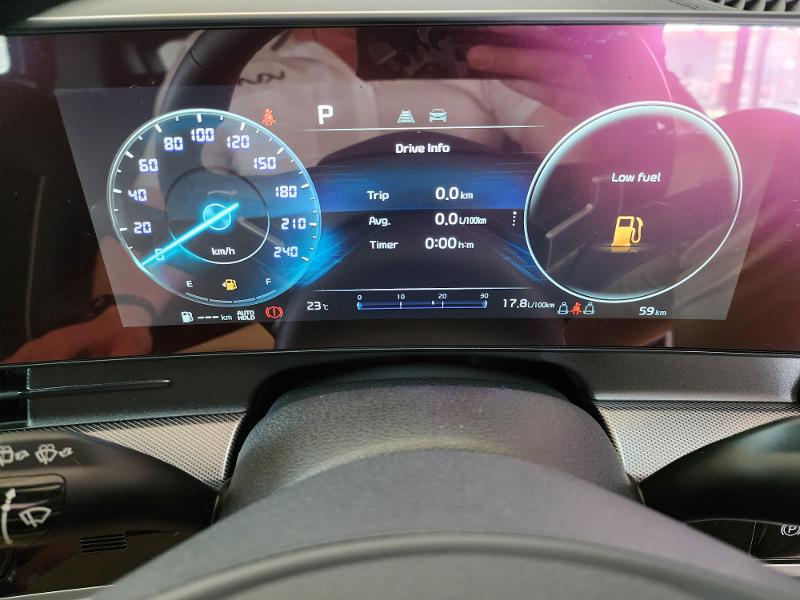 P
Drive Info
Trip 0.0 km
Avg. 0.0 L/100km
Timer 0:00 h:m
0
20
40
60
80
100
120
150
180
210
240
km/h
E F
--- km AUTO HOLD
23°c
0 10 20 30
17,8 L/100km
Low fuel
59 km